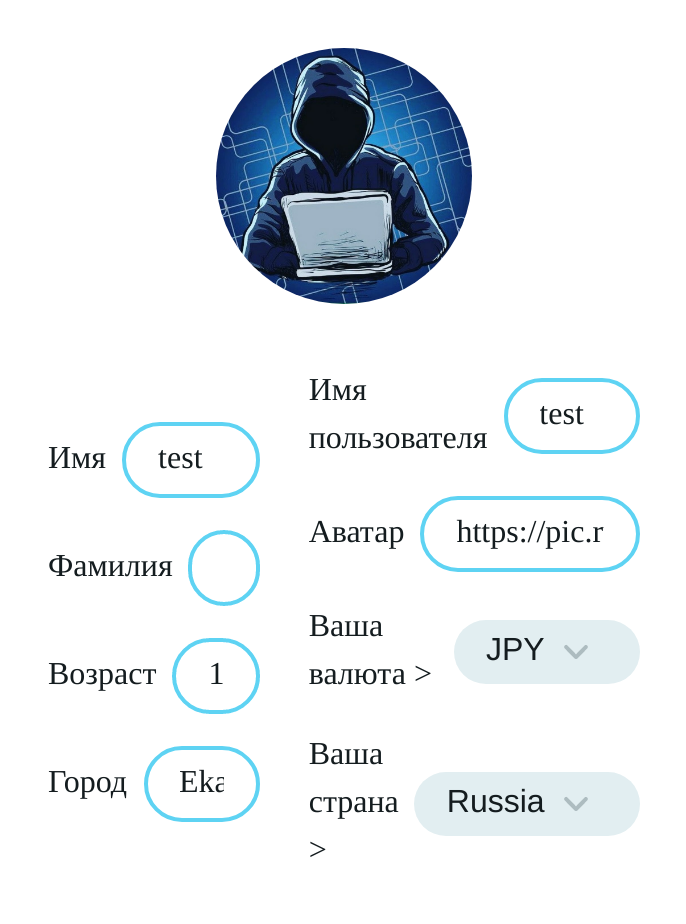 Имя test
Фамилия
Возраст 1
Город Eka
Имя
пользователя test
Аватар https://pic.r
Ваша
валюта > JPY
Ваша
страна Russia
>